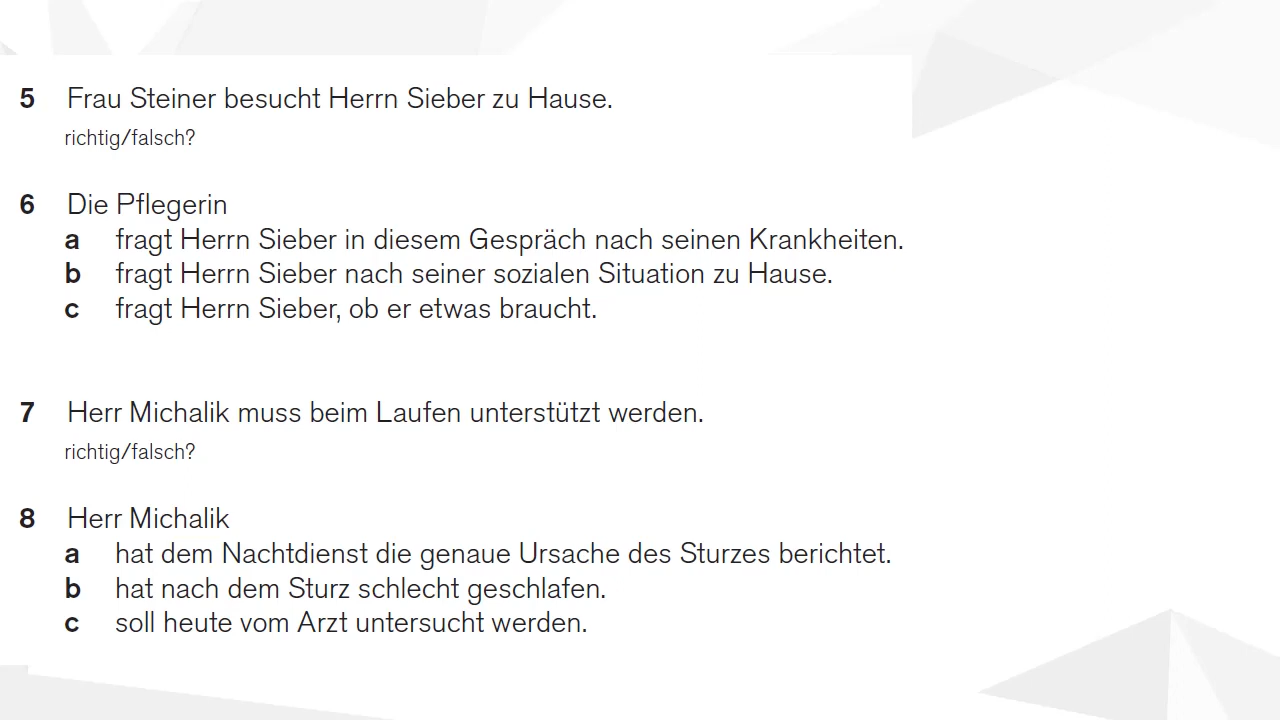 5 Frau Steiner besucht Herrn Sieber zu Hause.
richtig/falsch?
6 Die Pflegerin
a fragt Herrn Sieber in diesem Gespräch nach seinen Krankheiten.
b fragt Herrn Sieber nach seiner sozialen Situation zu Hause.
c fragt Herrn Sieber, ob er etwas braucht.
7 Herr Michalik muss beim Laufen unterstützt werden.
richtig/falsch?
8 Herr Michalik
a hat dem Nachtdienst die genaue Ursache des Sturzes berichtet.
b hat nach dem Sturz schlecht geschlafen.
c soll heute vom Arzt untersucht werden.